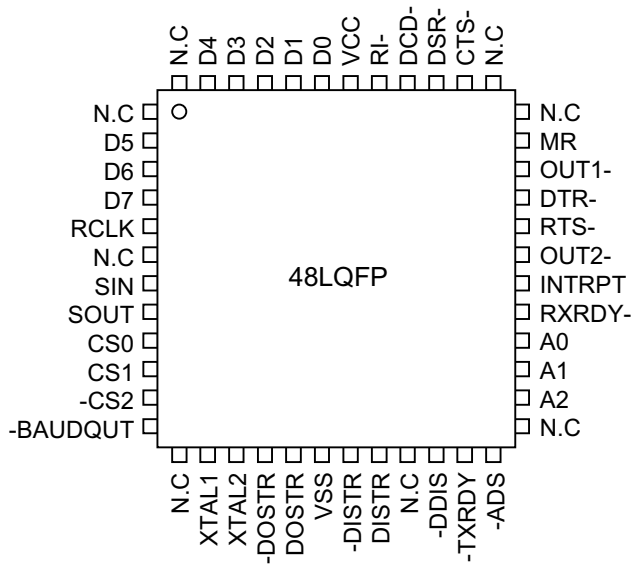 N.C
D4
D3
D2
D1
D0
VCC
RI-
DCD-
DSR-
CTS-
N.C
N.C
D5
D6
D7
RCLK
N.C
SIN
SOUT
CS0
CS1
-CS2
-BAUDQUT
48LQFP
N.C
MR
OUT1-
DTR-
RTS-
OUT2-
INTRPT
RXRDY-
A0
A1
A2
N.C
N.C
XTAL1
XTAL2
-DOSTR
DOSTR
VSS
-DISTR
DISTR
N.C
-DDIS
-TXRDY
-ADS